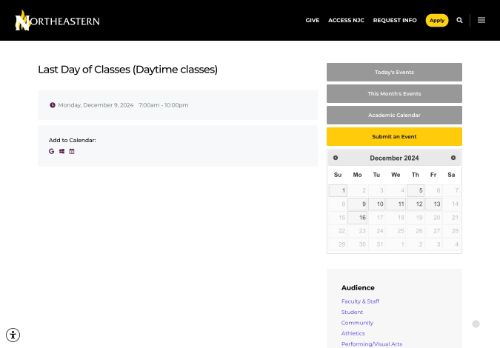 NORTHEASTERN
GIVE ACCESS NJC REQUEST INFO Apply
Last Day of Classes (Daytime classes)
Monday, December 9, 2024 7:00am - 10:00pm
Add to Calendar:
Today's Events
This Month's Events
Academic Calendar
Submit an Event
December 2024
Su Mo Tu We Th Fr Sa
1 2 3 4 5 6 7
8 9 10 11 12 13 14
15 16 17 18 19 20 21
22 23 24 25 26 27 28
29 30 31 1 2 3 4
Audience
Faculty & Staff
Student
Community
Athletics
Performing/Visual Arts